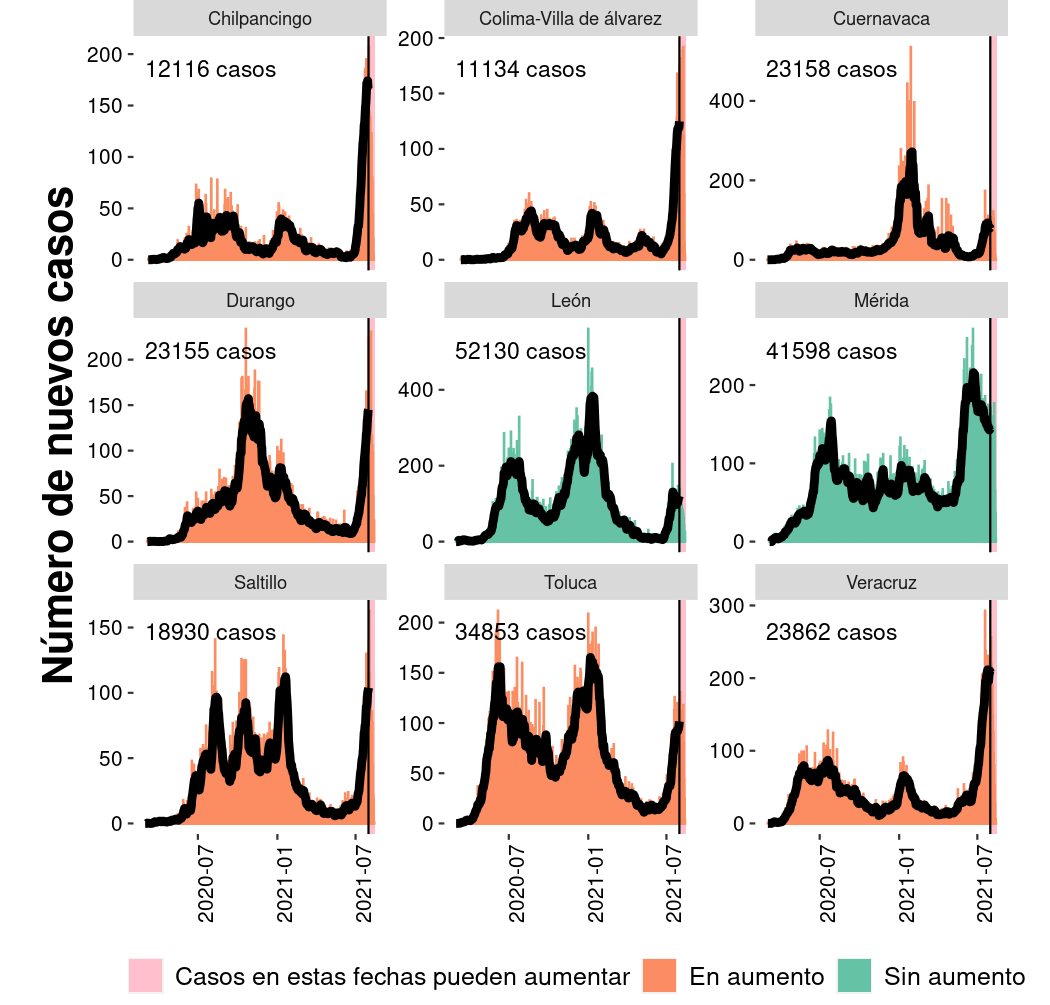 Número de nuevos casos
Chilpancingo
200
150
100
50
0
12116 casos
Colima-Villa de álvarez
200
150
100
50
0
11134 casos
Cuernavaca
400
200
0
23158 casos
Durango
200
150
100
50
0
23155 casos
León
400
200
0
52130 casos
Mérida
200
100
0
41598 casos
Saltillo
150
100
50
0
18930 casos
Toluca
200
150
100
50
0
34853 casos
Veracruz
300
200
100
0
23862 casos
2020-07
2021-01
2021-07
2020-07
2021-01
2021-07
2020-07
2021-01
2021-07
Casos en estas fechas pueden aumentar
En aumento
Sin aumento